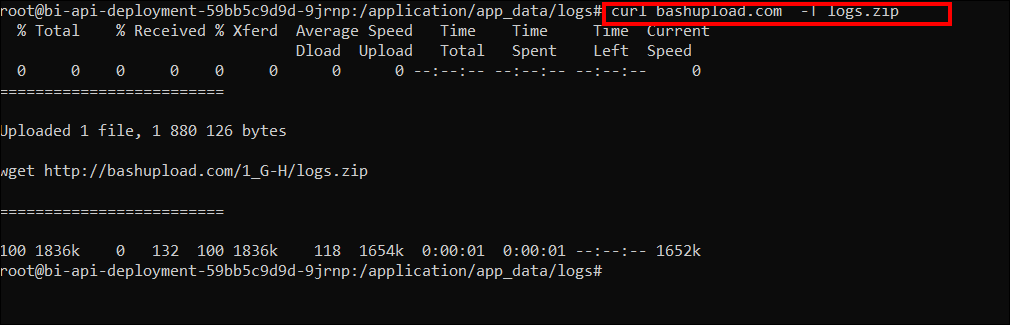 root@bi-api-deployment-59bb5c9d9d-9jrnp:/application/app_data/logs# curl bashupload.com  -T logs.zip
  % Total    % Received % Xferd  Average Speed   Time    Time     Time  Current
                                 Dload  Upload   Total   Spent    Left  Speed
  0     0    0     0    0     0      0      0 --:--:-- --:--:-- --:--:--     0
=========================
Uploaded 1 file, 1 880 126 bytes
wget http://bashupload.com/1_G-H/logs.zip
=========================
100 1836k    0   132  100 1836k    118  1654k  0:00:01  0:00:01 --:--:-- 1652k
root@bi-api-deployment-59bb5c9d9d-9jrnp:/application/app_data/logs#